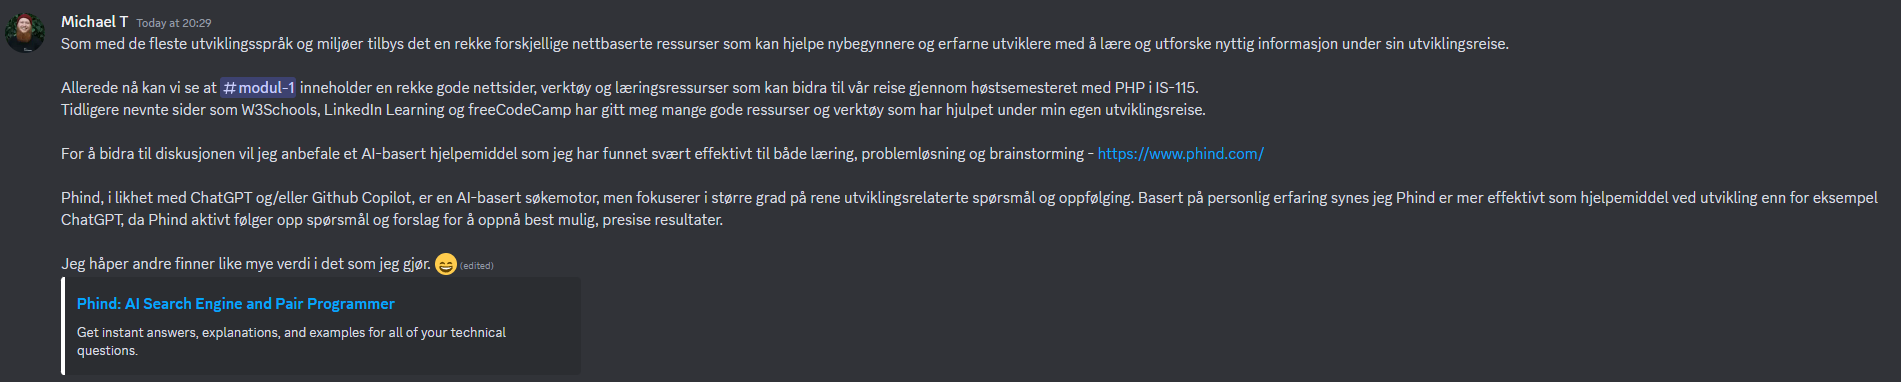 Michael T Today at 20:29
Som med de fleste utviklingsspråk og miljøer tilbys det en rekke forskjellige nettbaserte ressurser som kan hjelpe nybegynnere og erfarne utviklere med å lære og utforske nyttig informasjon under sin utviklingsreise.
Allerede nå kan vi se at #modul-1 inneholder en rekke gode nettsider, verktøy og læringsressurser som kan bidra til vår reise gjennom høstsemesteret med PHP i IS-115.
Tidligere nevnte sider som W3Schools, LinkedIn Learning og freeCodeCamp har gitt meg mange gode ressurser og verktøy som har hjulpet under min egen utviklingsreise.
For å bidra til diskusjonen vil jeg anbefale et AI-basert hjelpemiddel som jeg har funnet svært effektivt til både læring, problemløsning og brainstorming - https://www.phind.com/
Phind, i likhet med ChatGPT og/eller Github Copilot, er en AI-basert søkemotor, men fokuserer i større grad på rene utviklingsrelaterte spørsmål og oppfølging. Basert på personlig erfaring synes jeg Phind er mer effektivt som hjelpemiddel ved utvikling enn for eksempel
ChatGPT, da Phind aktivt følger opp spørsmål og forslag for å oppnå best mulig, presise resultater.
Jeg håper andre finner like mye verdi i det som jeg gjør. 😄 (edited)
Phind: AI Search Engine and Pair Programmer
Get instant answers, explanations, and examples for all of your technical
questions.